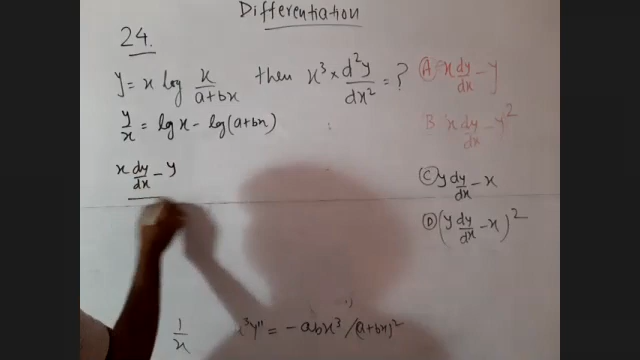 Differentiation
24.
y = x log x/(a+bx) then x³ × d²y/dx² = ?
y/x = log x - log(a+bx)
x dy/dx - y
(A) x dy/dx - y
B x dy/dx - y²
(C) y dy/dx - x
(D) (y dy/dx - x)²
1/x
³y'' = - abx³ /(a+bx)²